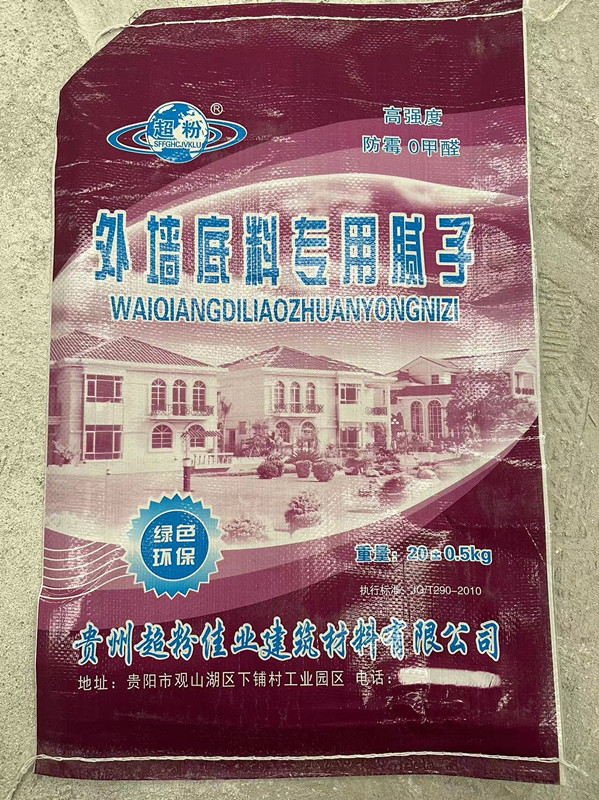 超粉®
SFFGHCJVKLU
高强度
防霉 0甲醛
外墙底料专用腻子
WAIQIANGDILIAOZHUANYONGNIZI
绿色
环保
重量：20±0.5kg
执行标准：JQ/T290-2010
贵州超粉佳业建筑材料有限公司
地址：贵阳市观山湖区下铺村工业园区 电话：